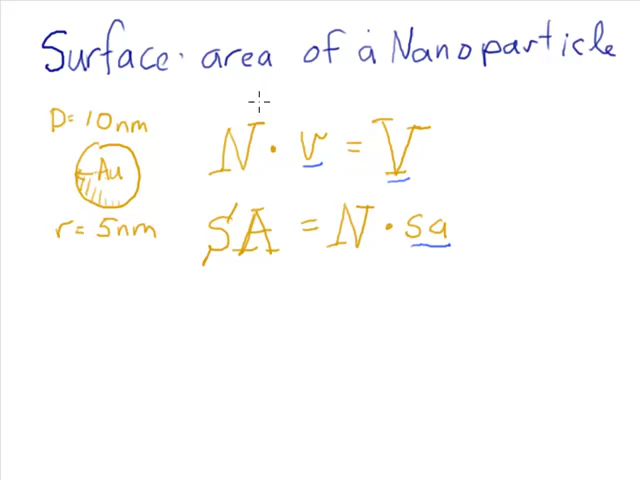 Surface area of a Nanoparticle
D= 10nm
Au
r= 5nm
N · v = V
SA = N · sa